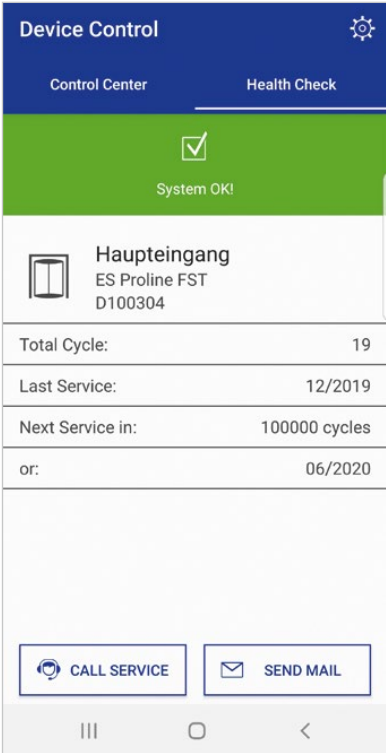 Device Control
Control Center Health Check
System OK!
Haupteingang
ES Proline FST
D100304
Total Cycle: 19
Last Service: 12/2019
Next Service in: 100000 cycles
or: 06/2020
CALL SERVICE SEND MAIL